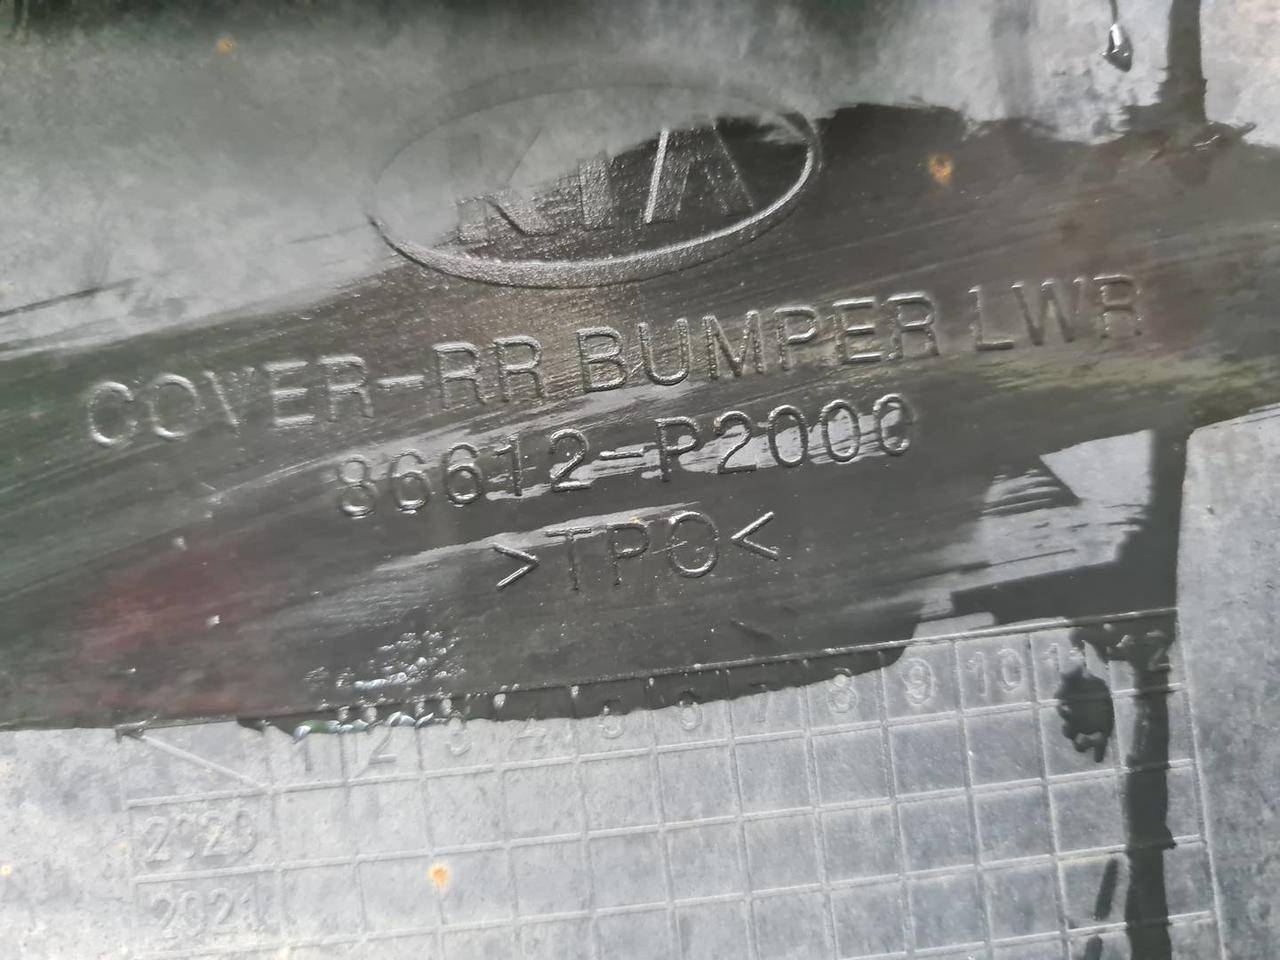 KIA
COVER-RR BUMPER LWR
86612-P2000
>TPO<
1 2 3 4 5 6 7 8 9 10 11 12
2020
2021